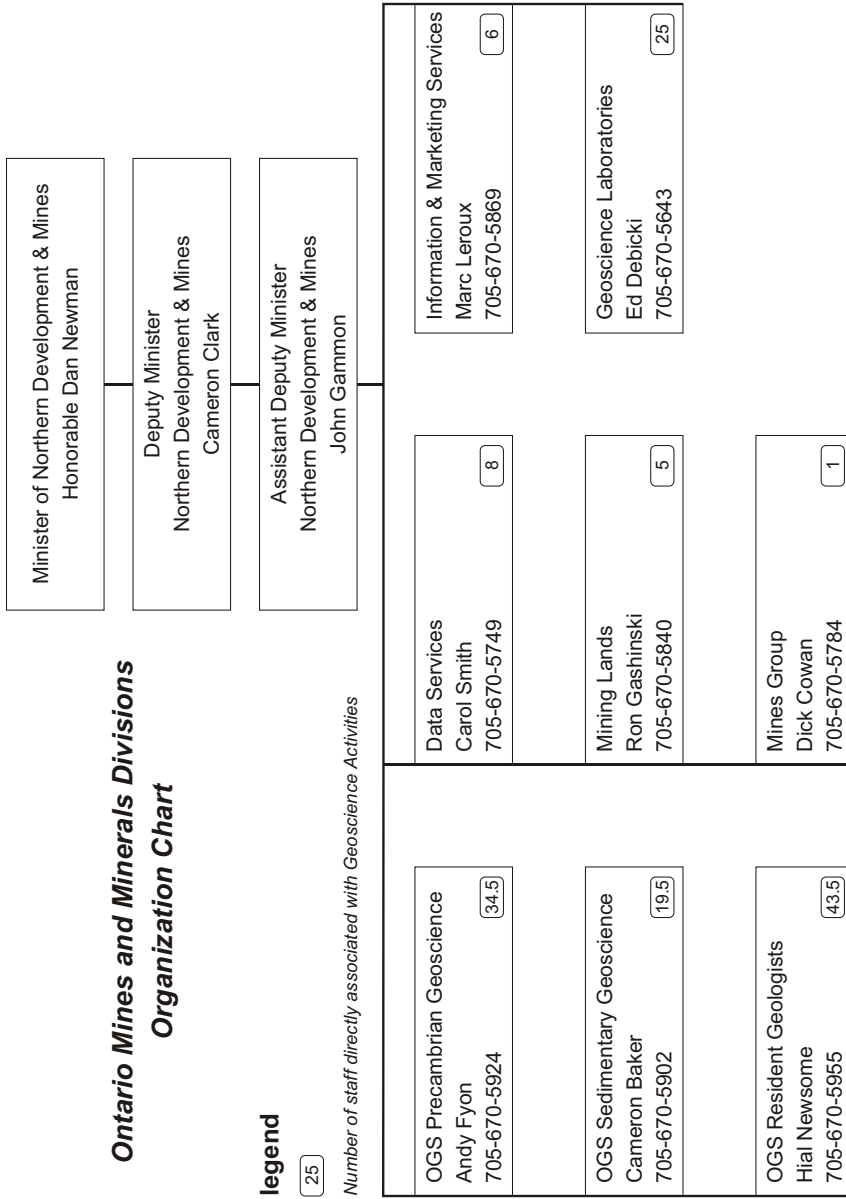 Ontario Mines and Minerals Divisions
Organization Chart
legend
25
Number of staff directly associated with Geoscience Activities
Minister of Northern Development & Mines
Honorable Dan Newman
Deputy Minister
Northern Development & Mines
Cameron Clark
Assistant Deputy Minister
Northern Development & Mines
John Gammon
OGS Precambrian Geoscience
Andy Fyon
705-670-5924
34.5
Data Services
Carol Smith
705-670-5749
8
Information & Marketing Services
Marc Leroux
705-670-5869
6
OGS Sedimentary Geoscience
Cameron Baker
705-670-5902
19.5
Mining Lands
Ron Gashinski
705-670-5840
5
Geoscience Laboratories
Ed Debicki
705-670-5643
25
OGS Resident Geologists
Hial Newsome
705-670-5955
43.5
Mines Group
Dick Cowan
705-670-5784
1